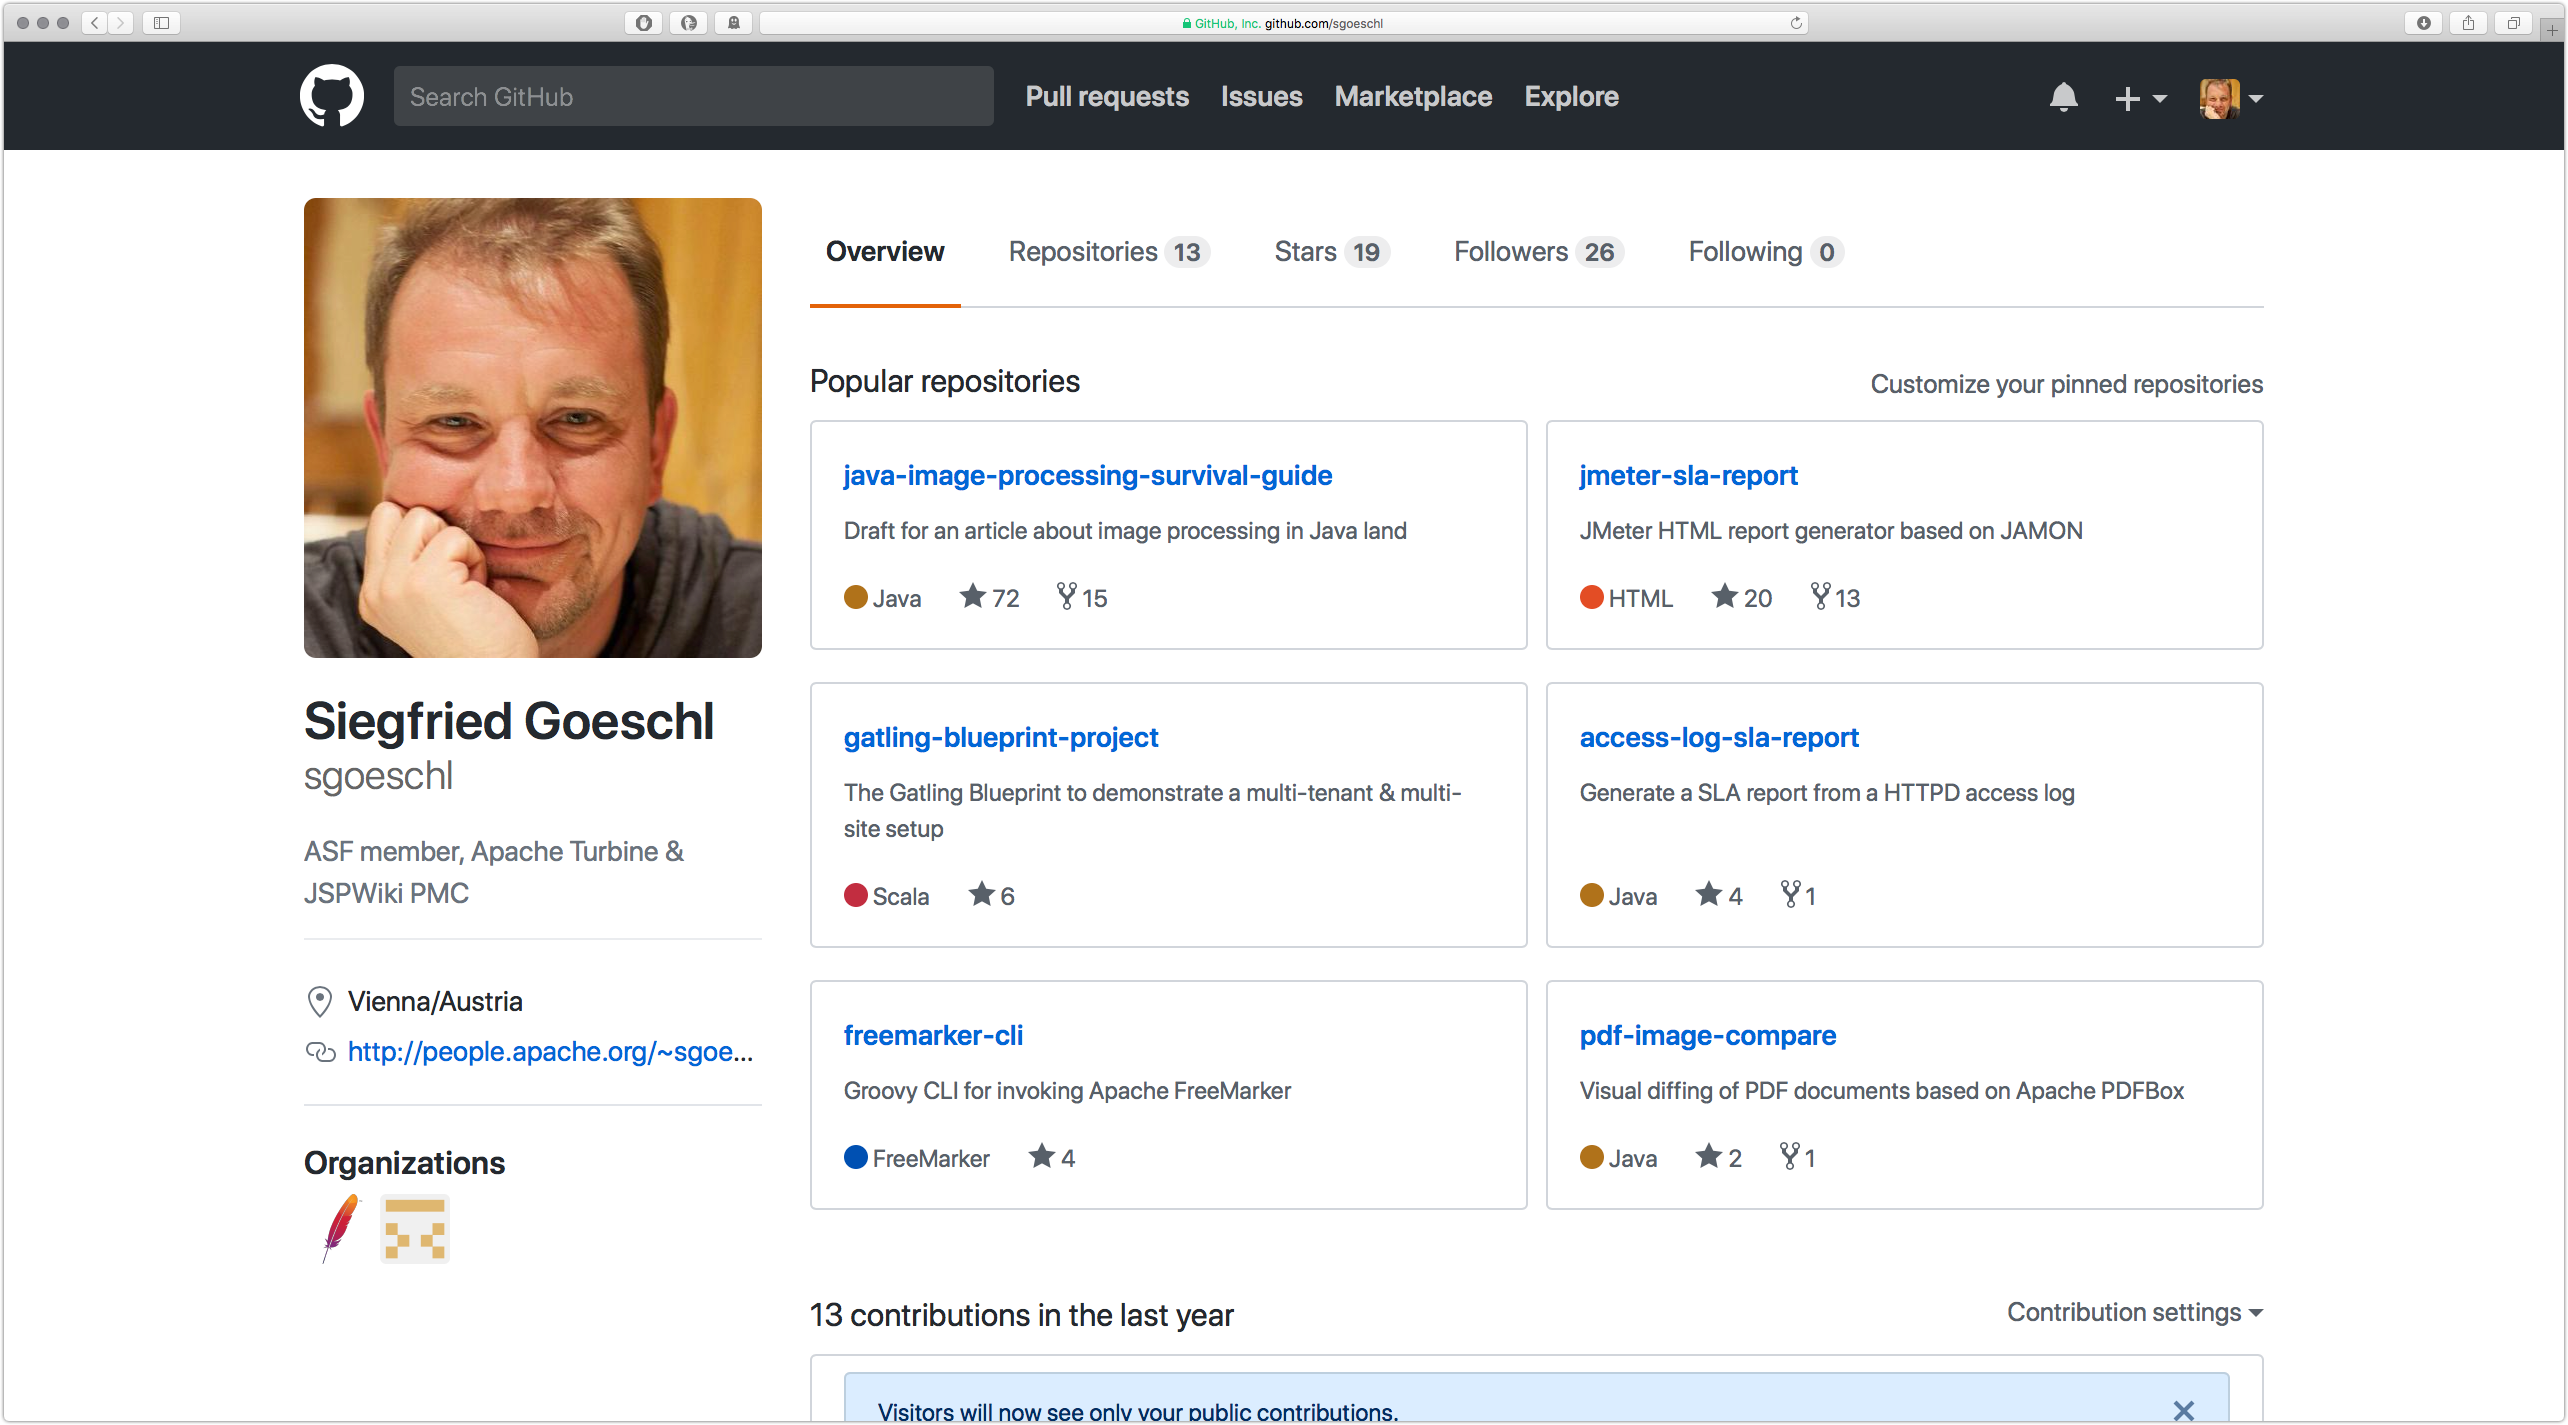 GitHub, Inc. github.com/sgoeschl
Search GitHub
Pull requests Issues Marketplace Explore
Overview Repositories 13 Stars 19 Followers 26 Following 0
Siegfried Goeschl
sgoeschl
ASF member, Apache Turbine &
JSPWiki PMC
Vienna/Austria
http://people.apache.org/~sgoe...
Organizations
Popular repositories
Customize your pinned repositories
java-image-processing-survival-guide
Draft for an article about image processing in Java land
Java 72 15
jmeter-sla-report
JMeter HTML report generator based on JAMON
HTML 20 13
gatling-blueprint-project
The Gatling Blueprint to demonstrate a multi-tenant & multi-
site setup
Scala 6
access-log-sla-report
Generate a SLA report from a HTTPD access log
Java 4 1
freemarker-cli
Groovy CLI for invoking Apache FreeMarker
FreeMarker 4
pdf-image-compare
Visual diffing of PDF documents based on Apache PDFBox
Java 2 1
13 contributions in the last year
Contribution settings
Visitors will now see only your public contributions.